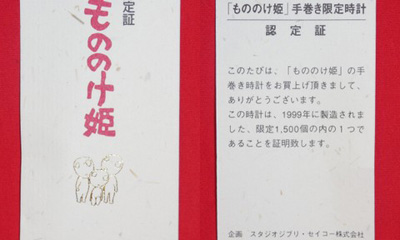 定証
もののけ姫
「もののけ姫」手巻き限定時計
認定証
このたびは、「もののけ姫」の手
巻き時計をお買上げ頂きまして、
ありがとうございます。
この時計は、1999年に製造されま
した、限定1,500個の内の1つで
あることを証明致します。
企画 スタジオジブリ・セイコー株式会社